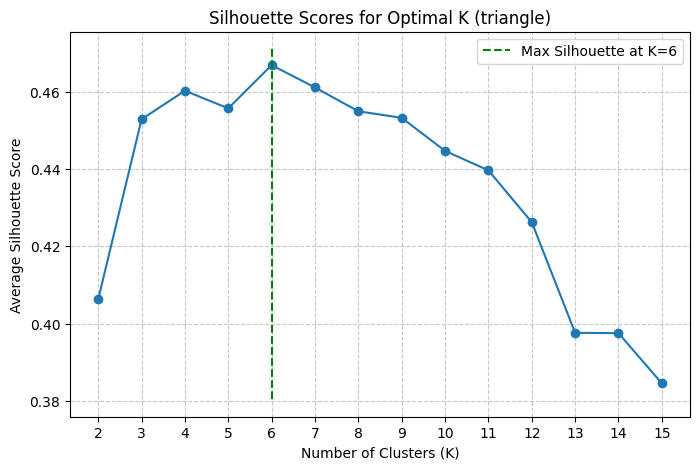 Silhouette Scores for Optimal K (triangle)
Max Silhouette at K=6
Average Silhouette Score
0.46
0.44
0.42
0.40
0.38
2 3 4 5 6 7 8 9 10 11 12 13 14 15
Number of Clusters (K)